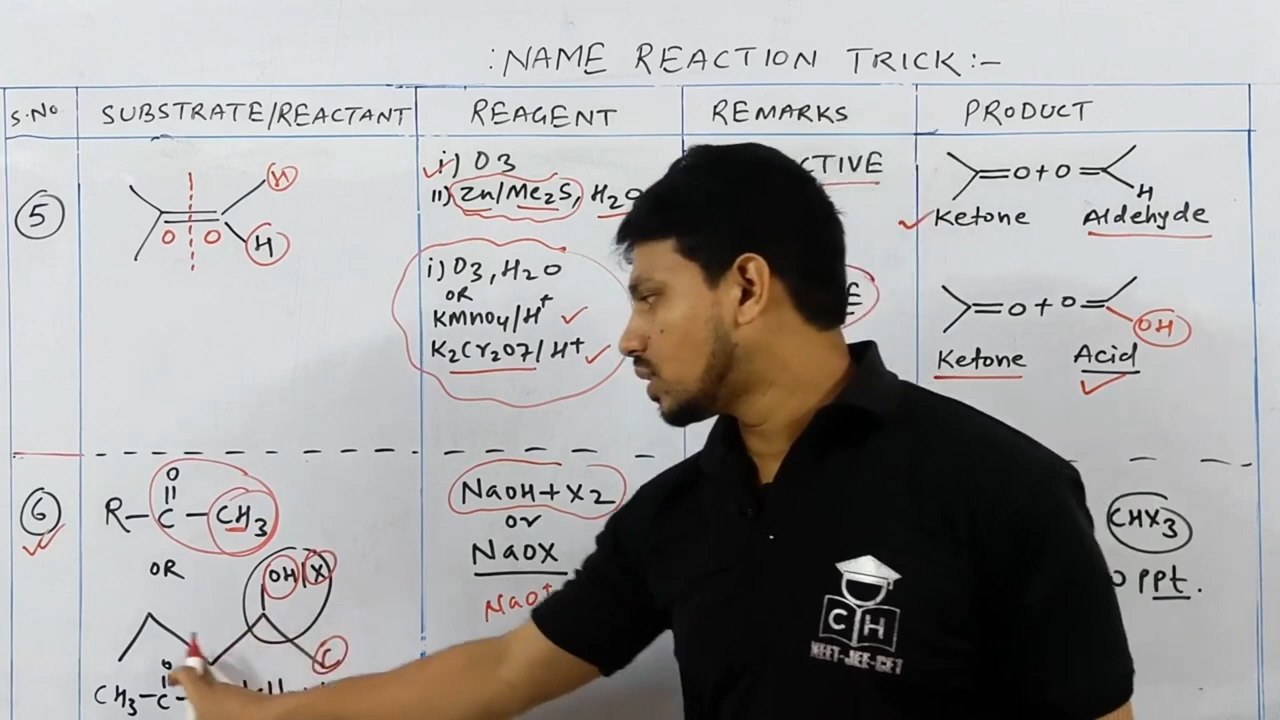 :NAME REACTION TRICK:-
S.No. SUBSTRATE/REACTANT REAGENT REMARKS PRODUCT
5
H
O O H
i) O3
ii) Zn/Me2S, H2O
i) O3, H2O
OR
KMnO4/H+
K2Cr2O7/H+
CTIVE
=O+O= H
Ketone Aldehyde
=O+O= OH
Ketone Acid
6
O
R-C-CH3
OR
OH/X
C
O
CH3-C-
NaOH+X2
or
NaOX
CHX3
ppt.
CH
NEET-JEE-CET